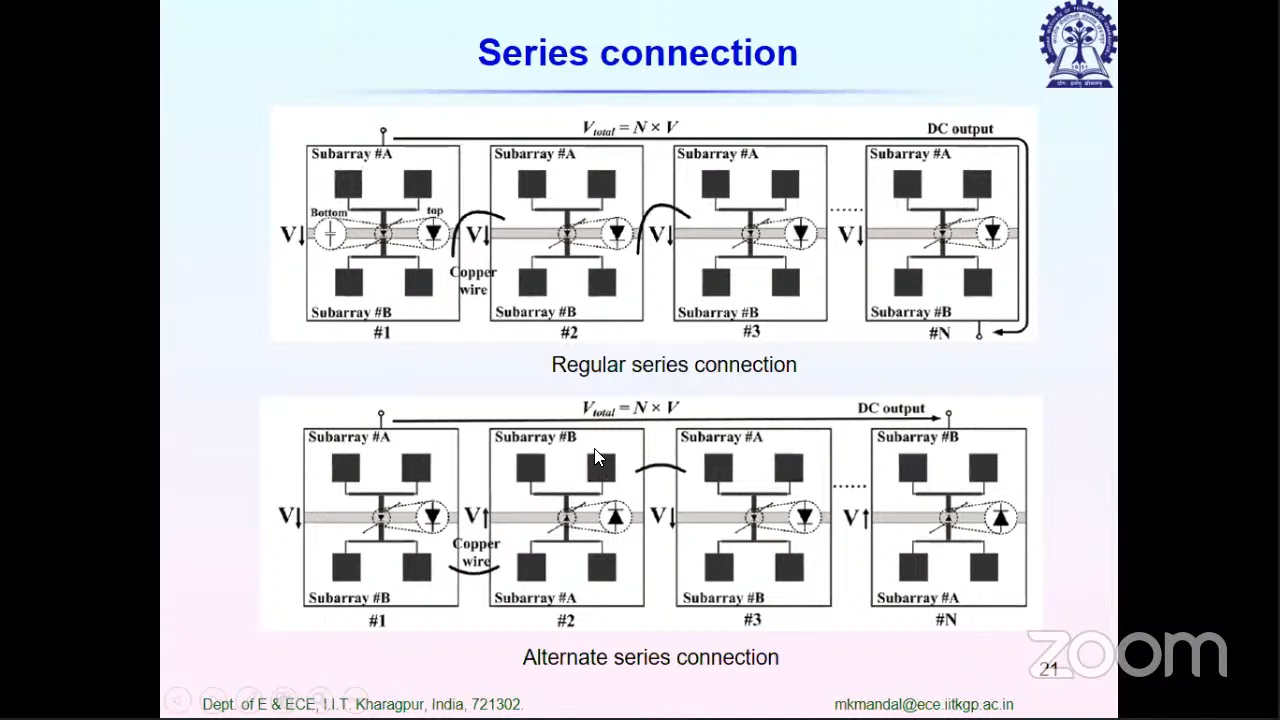 Series connection
Vtotal = N × V
DC output
Subarray #A
Subarray #A
Subarray #A
Subarray #A
Bottom
top
V↓
V↓
V↓
V↓
Copper
wire
Subarray #B
Subarray #B
Subarray #B
Subarray #B
#1
#2
#3
#N
Regular series connection
Vtotal = N × V
DC output
Subarray #A
Subarray #B
Subarray #A
Subarray #B
V↓
V↑
V↓
V↑
Copper
wire
Subarray #B
Subarray #A
Subarray #B
Subarray #A
#1
#2
#3
#N
zoom
Alternate series connection
21
Dept. of E & ECE, I.I.T. Kharagpur, India, 721302.
mkmandal@ece.iitkgp.ac.in